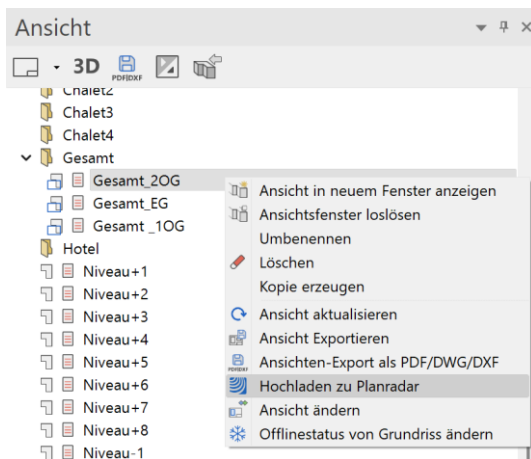 Ansicht
3D
PDF|DXF
Chalet2
Chalet3
Chalet4
Gesamt
Gesamt_2OG
Gesamt_EG
Gesamt _1OG
Hotel
Niveau+1
Niveau+2
Niveau+3
Niveau+4
Niveau+5
Niveau+6
Niveau+7
Niveau+8
Niveau-1
Ansicht in neuem Fenster anzeigen
Ansichtsfenster loslösen
Umbenennen
Löschen
Kopie erzeugen
Ansicht aktualisieren
Ansicht Exportieren
Ansichten-Export als PDF/DWG/DXF
Hochladen zu Planradar
Ansicht ändern
Offlinestatus von Grundriss ändern